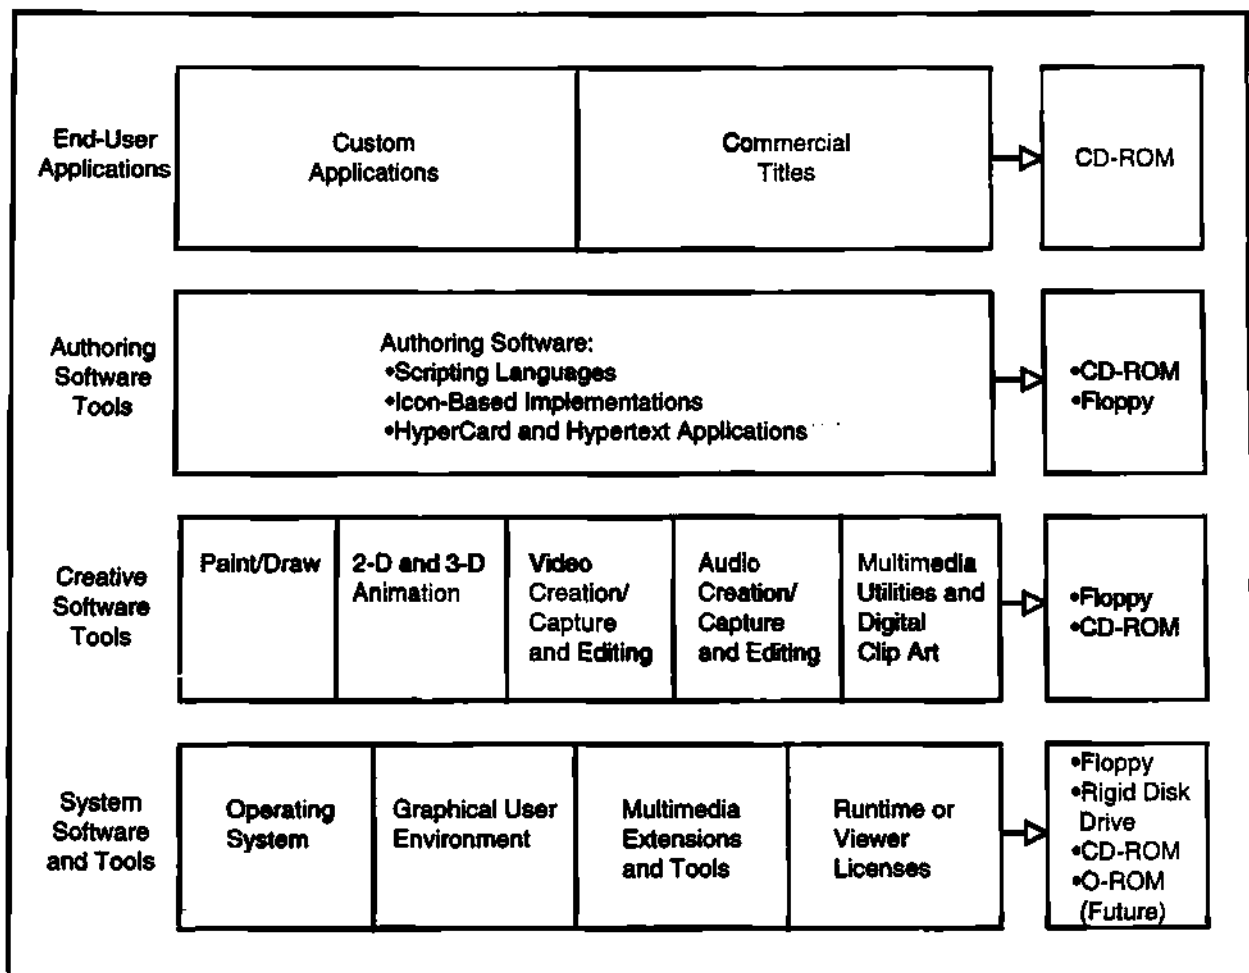 End-User
Applications
Custom
Applications
Commercial
Titles
CD-ROM
Authoring
Software
Tools
Authoring Software:
•Scripting Languages
•Icon-Based Implementations
•HyperCard and Hypertext Applications
•CD-ROM
•Floppy
Creative
Software
Tools
Paint/Draw
2-D and 3-D
Animation
Video
Creation/
Capture
and Editing
Audio
Creation/
Capture
and Editing
Multimedia
Utilities and
Digital
Clip Art
•Floppy
•CD-ROM
System
Software
and Tools
Operating
System
Graphical User
Environment
Multimedia
Extensions
and Tools
Runtime or
Viewer
Licenses
•Floppy
•Rigid Disk
Drive
•CD-ROM
•O-ROM
(Future)